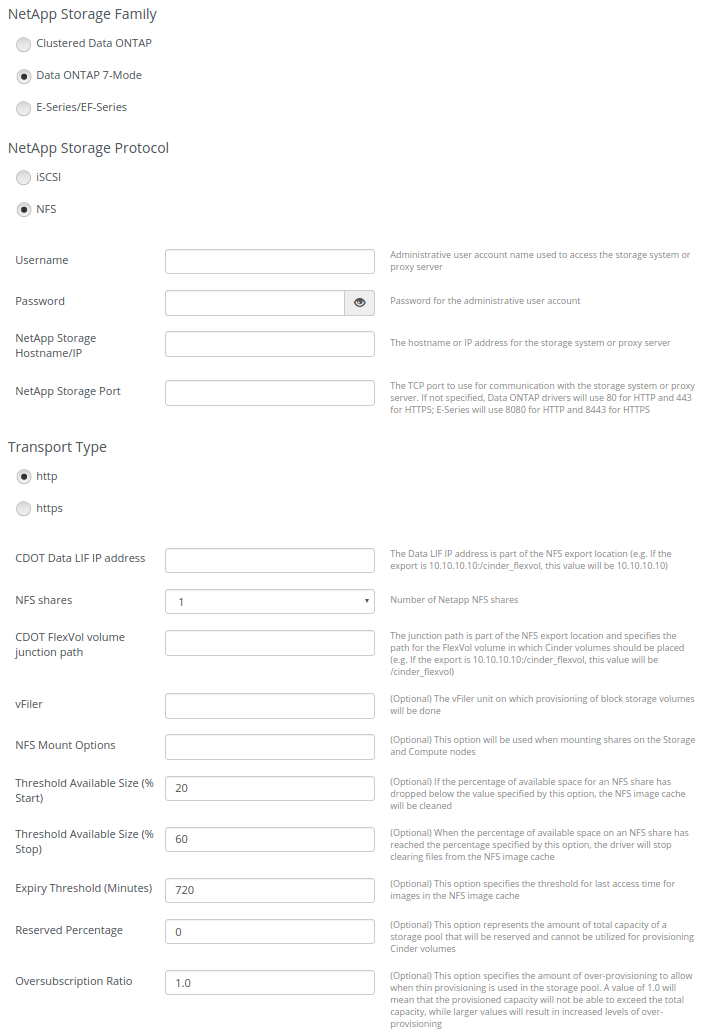 NetApp Storage Family
Clustered Data ONTAP
Data ONTAP 7-Mode
E-Series/EF-Series
NetApp Storage Protocol
iSCSI
NFS
Username
Administrative user account name used to access the storage system or
proxy server
Password
Password for the administrative user account
NetApp Storage
Hostname/IP
The hostname or IP address for the storage system or proxy server
NetApp Storage Port
The TCP port to use for communication with the storage system or proxy
server. If not specified, Data ONTAP drivers will use 80 for HTTP and 443
for HTTPS; E-Series will use 8080 for HTTP and 8443 for HTTPS
Transport Type
http
https
CDOT Data LIF IP address
The Data LIF IP address is part of the NFS export location (e.g. If the
export is 10.10.10.10:/cinder_flexvol, this value will be 10.10.10.10)
NFS shares
1
Number of Netapp NFS shares
CDOT FlexVol volume
junction path
The junction path is part of the NFS export location and specifies the
path for the FlexVol volume in which Cinder volumes should be placed
(e.g. If the export is 10.10.10.10:/cinder_flexvol, this value will be
/cinder_flexvol)
vFiler
(Optional) The vFiler unit on which provisioning of block storage volumes
will be done
NFS Mount Options
(Optional) This option will be used when mounting shares on the Storage
and Compute nodes
Threshold Available Size (%
Start)
20
(Optional) If the percentage of available space for an NFS share has
dropped below the value specified by this option, the NFS image cache
will be cleaned
Threshold Available Size (%
Stop)
60
(Optional) When the percentage of available space on an NFS share has
reached the percentage specified by this option, the driver will stop
clearing files from the NFS image cache
Expiry Threshold (Minutes)
720
(Optional) This option specifies the threshold for last access time for
images in the NFS image cache
Reserved Percentage
0
(Optional) This option represents the amount of total capacity of a
storage pool that will be reserved and cannot be utilized for provisioning
Cinder volumes
Oversubscription Ratio
1.0
(Optional) This option specifies the amount of over-provisioning to allow
when thin provisioning is used in the storage pool. A value of 1.0 will
mean that the provisioned capacity will not be able to exceed the total
capacity, while larger values will result in increased levels of over-
provisioning